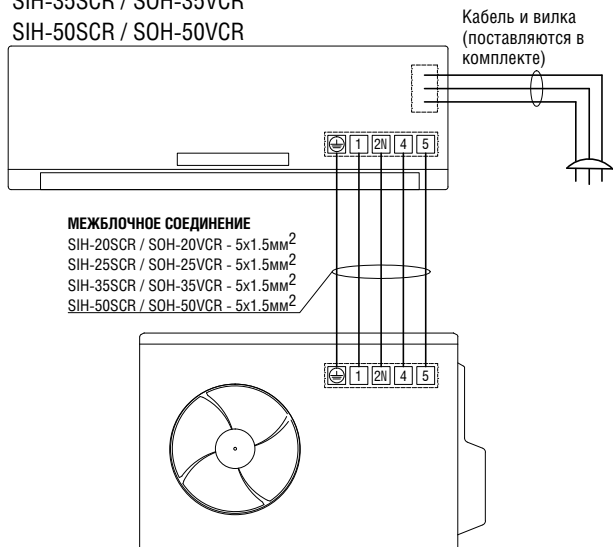 SIH-35SCR / SOH-35VCR
SIH-50SCR / SOH-50VCR
Кабель и вилка
(поставляются в
комплекте)
1 2N 4 5
МЕЖБЛОЧНОЕ СОЕДИНЕНИЕ
SIH-20SCR / SOH-20VCR - 5x1.5мм2
SIH-25SCR / SOH-25VCR - 5x1.5мм2
SIH-35SCR / SOH-35VCR - 5x1.5мм2
SIH-50SCR / SOH-50VCR - 5x1.5мм2
1 2N 4 5